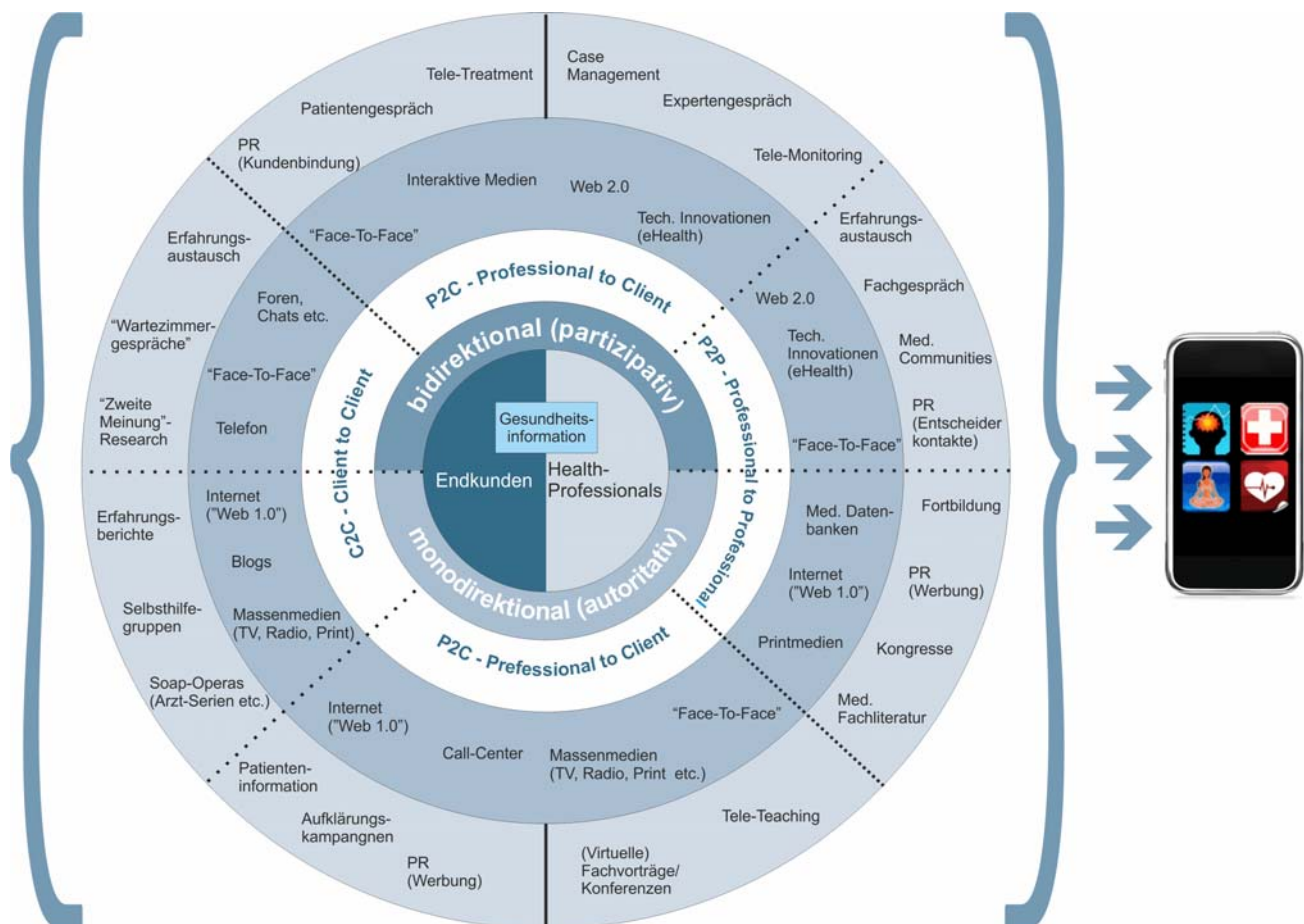 Tele-Treatment
Patientengespräch
PR
(Kundenbindung)
Case
Management
Expertengespräch
Tele-Monitoring
Erfahrungs-
austausch
Fachgespräch
Med.
Communities
PR
(Entscheider
kontakte)
Fortbildung
PR
(Werbung)
Kongresse
Med.
Fachliteratur
Tele-Teaching
(Virtuelle)
Fachvorträge/
Konferenzen
PR
(Werbung)
Aufklärungs-
kampangnen
Patienten-
information
Soap-Operas
(Arzt-Serien etc.)
Selbsthilfe-
gruppen
Erfahrungs-
berichte
"Zweite
Meinung"-
Research
"Wartezimmer-
gespräche"
Erfahrungs-
austausch
"Face-To-Face"
Interaktive Medien
Web 2.0
Tech. Innovationen
(eHealth)
Web 2.0
Tech.
Innovationen
(eHealth)
"Face-To-Face"
Med. Daten-
banken
Internet
("Web 1.0")
Printmedien
"Face-To-Face"
Massenmedien
(TV, Radio, Print etc.)
Call-Center
Internet
("Web 1.0")
Massenmedien
(TV, Radio, Print)
Blogs
Internet
("Web 1.0")
Telefon
"Face-To-Face"
Foren,
Chats etc.
P2C - Professional to Client
P2P - Professional to Professional
P2C - Prefessional to Client
C2C - Client to Client
bidirektional (partizipativ)
monodirektional (autoritativ)
Gesundheits-
information
Endkunden
Health-
Professionals